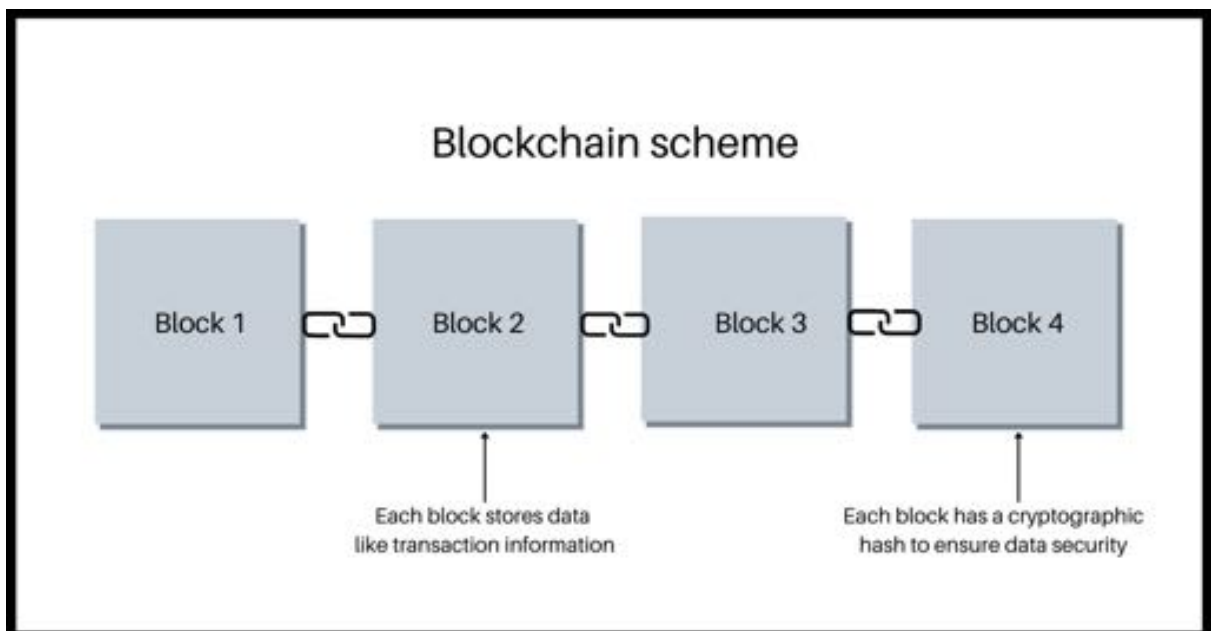 Blockchain scheme
Block 1
Block 2
Block 3
Block 4
Each block stores data
like transaction information
Each block has a cryptographic
hash to ensure data security